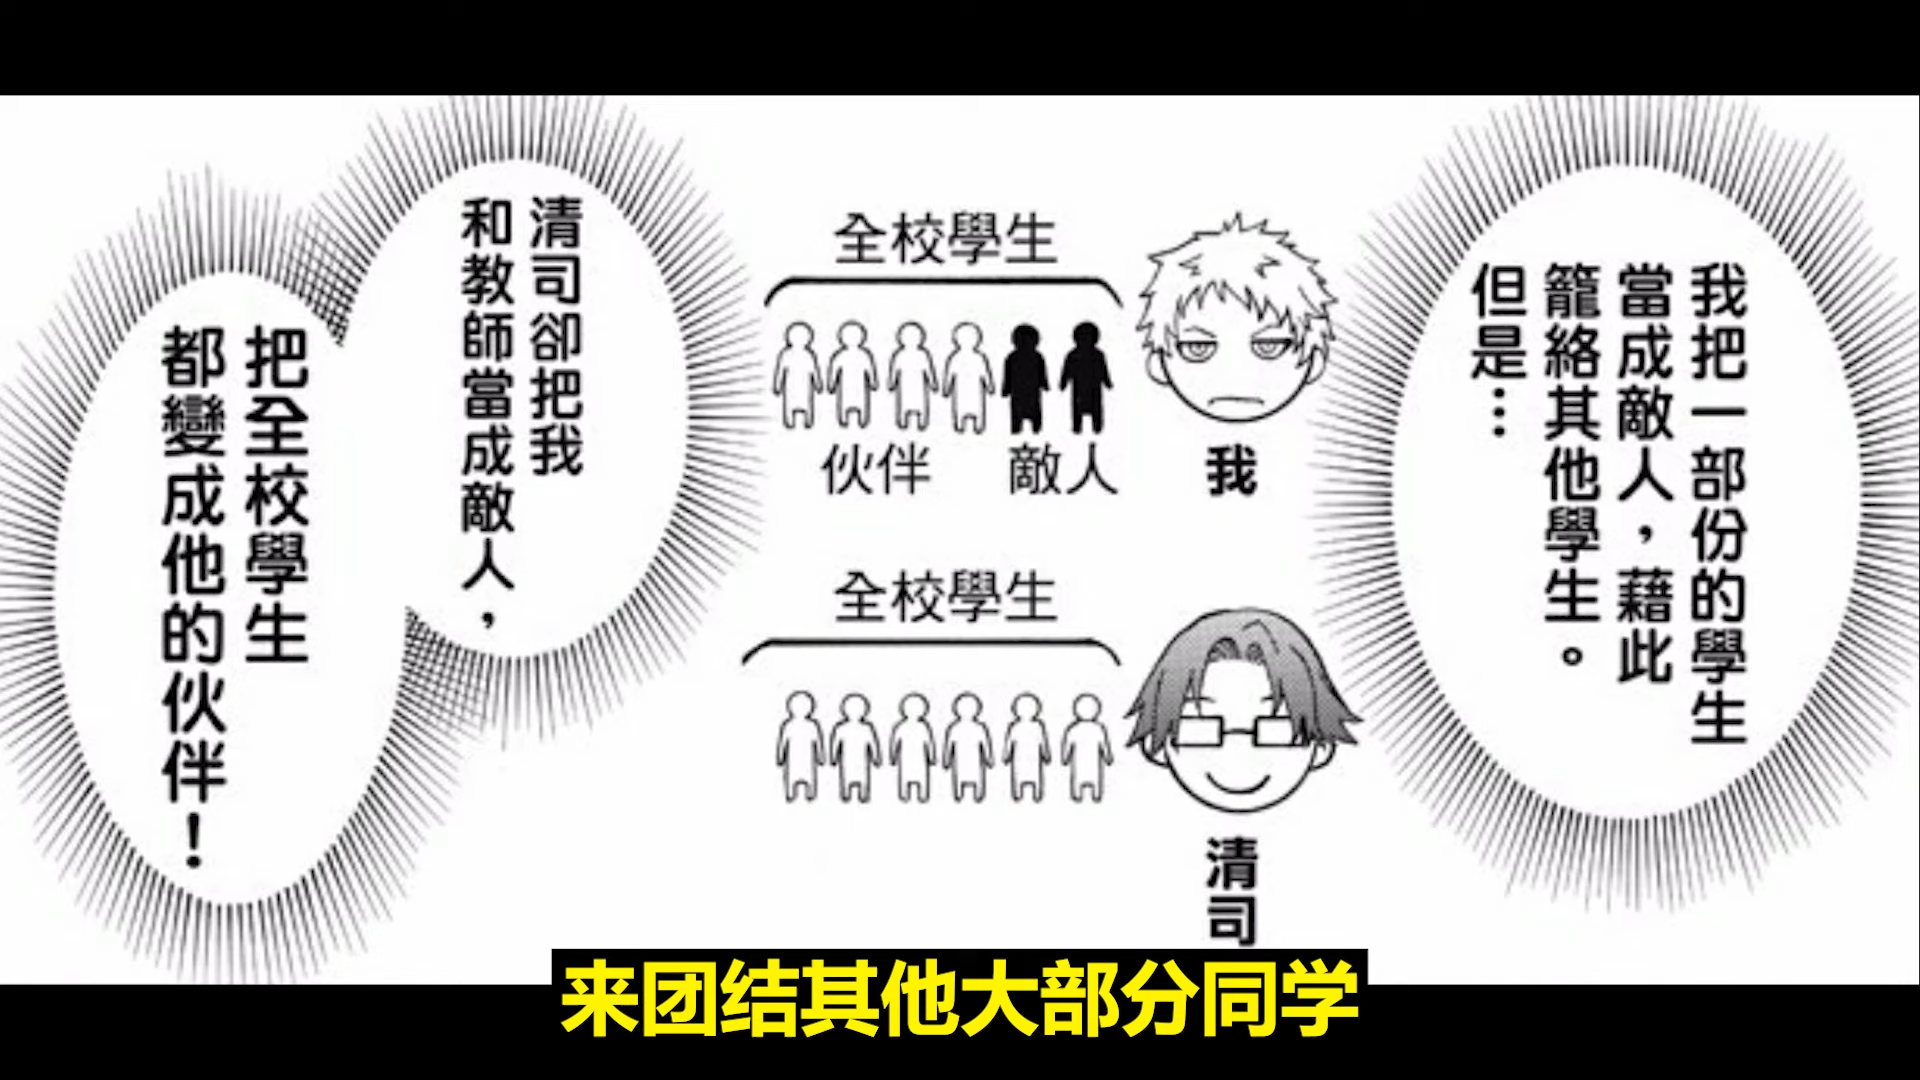 我把一部份的學生
當成敵人，藉此
籠絡其他學生。
但是…
全校學生
伙伴
敵人
我
全校學生
清司
清司卻把我
和教師當成敵人，
把全校學生
都變成他的伙伴！
来团结其他大部分同学